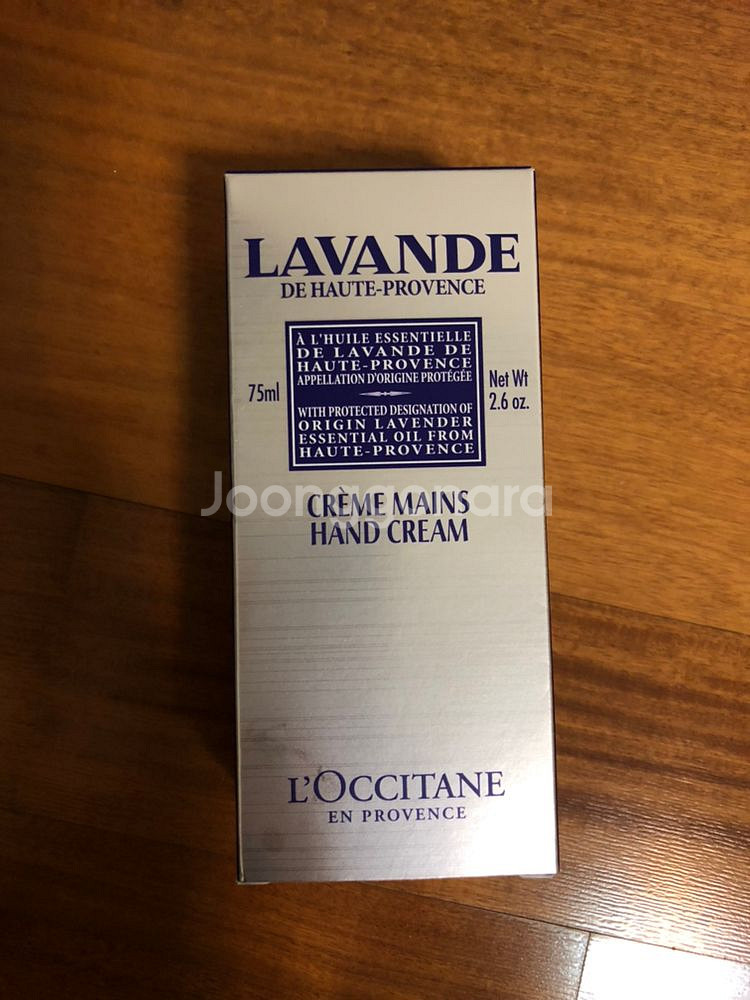 LAVANDE
DE HAUTE-PROVENCE
À L'HUILE ESSENTIELLE
DE LAVANDE DE
HAUTE-PROVENCE
APPELLATION D'ORIGINE PROTÉGÉE
75ml
Net Wt
2.6 oz.
WITH PROTECTED DESIGNATION OF
ORIGIN LAVENDER
ESSENTIAL OIL FROM
HAUTE-PROVENCE
Joonggonara
CRÈME MAINS
HAND CREAM
L'OCCITANE
EN PROVENCE